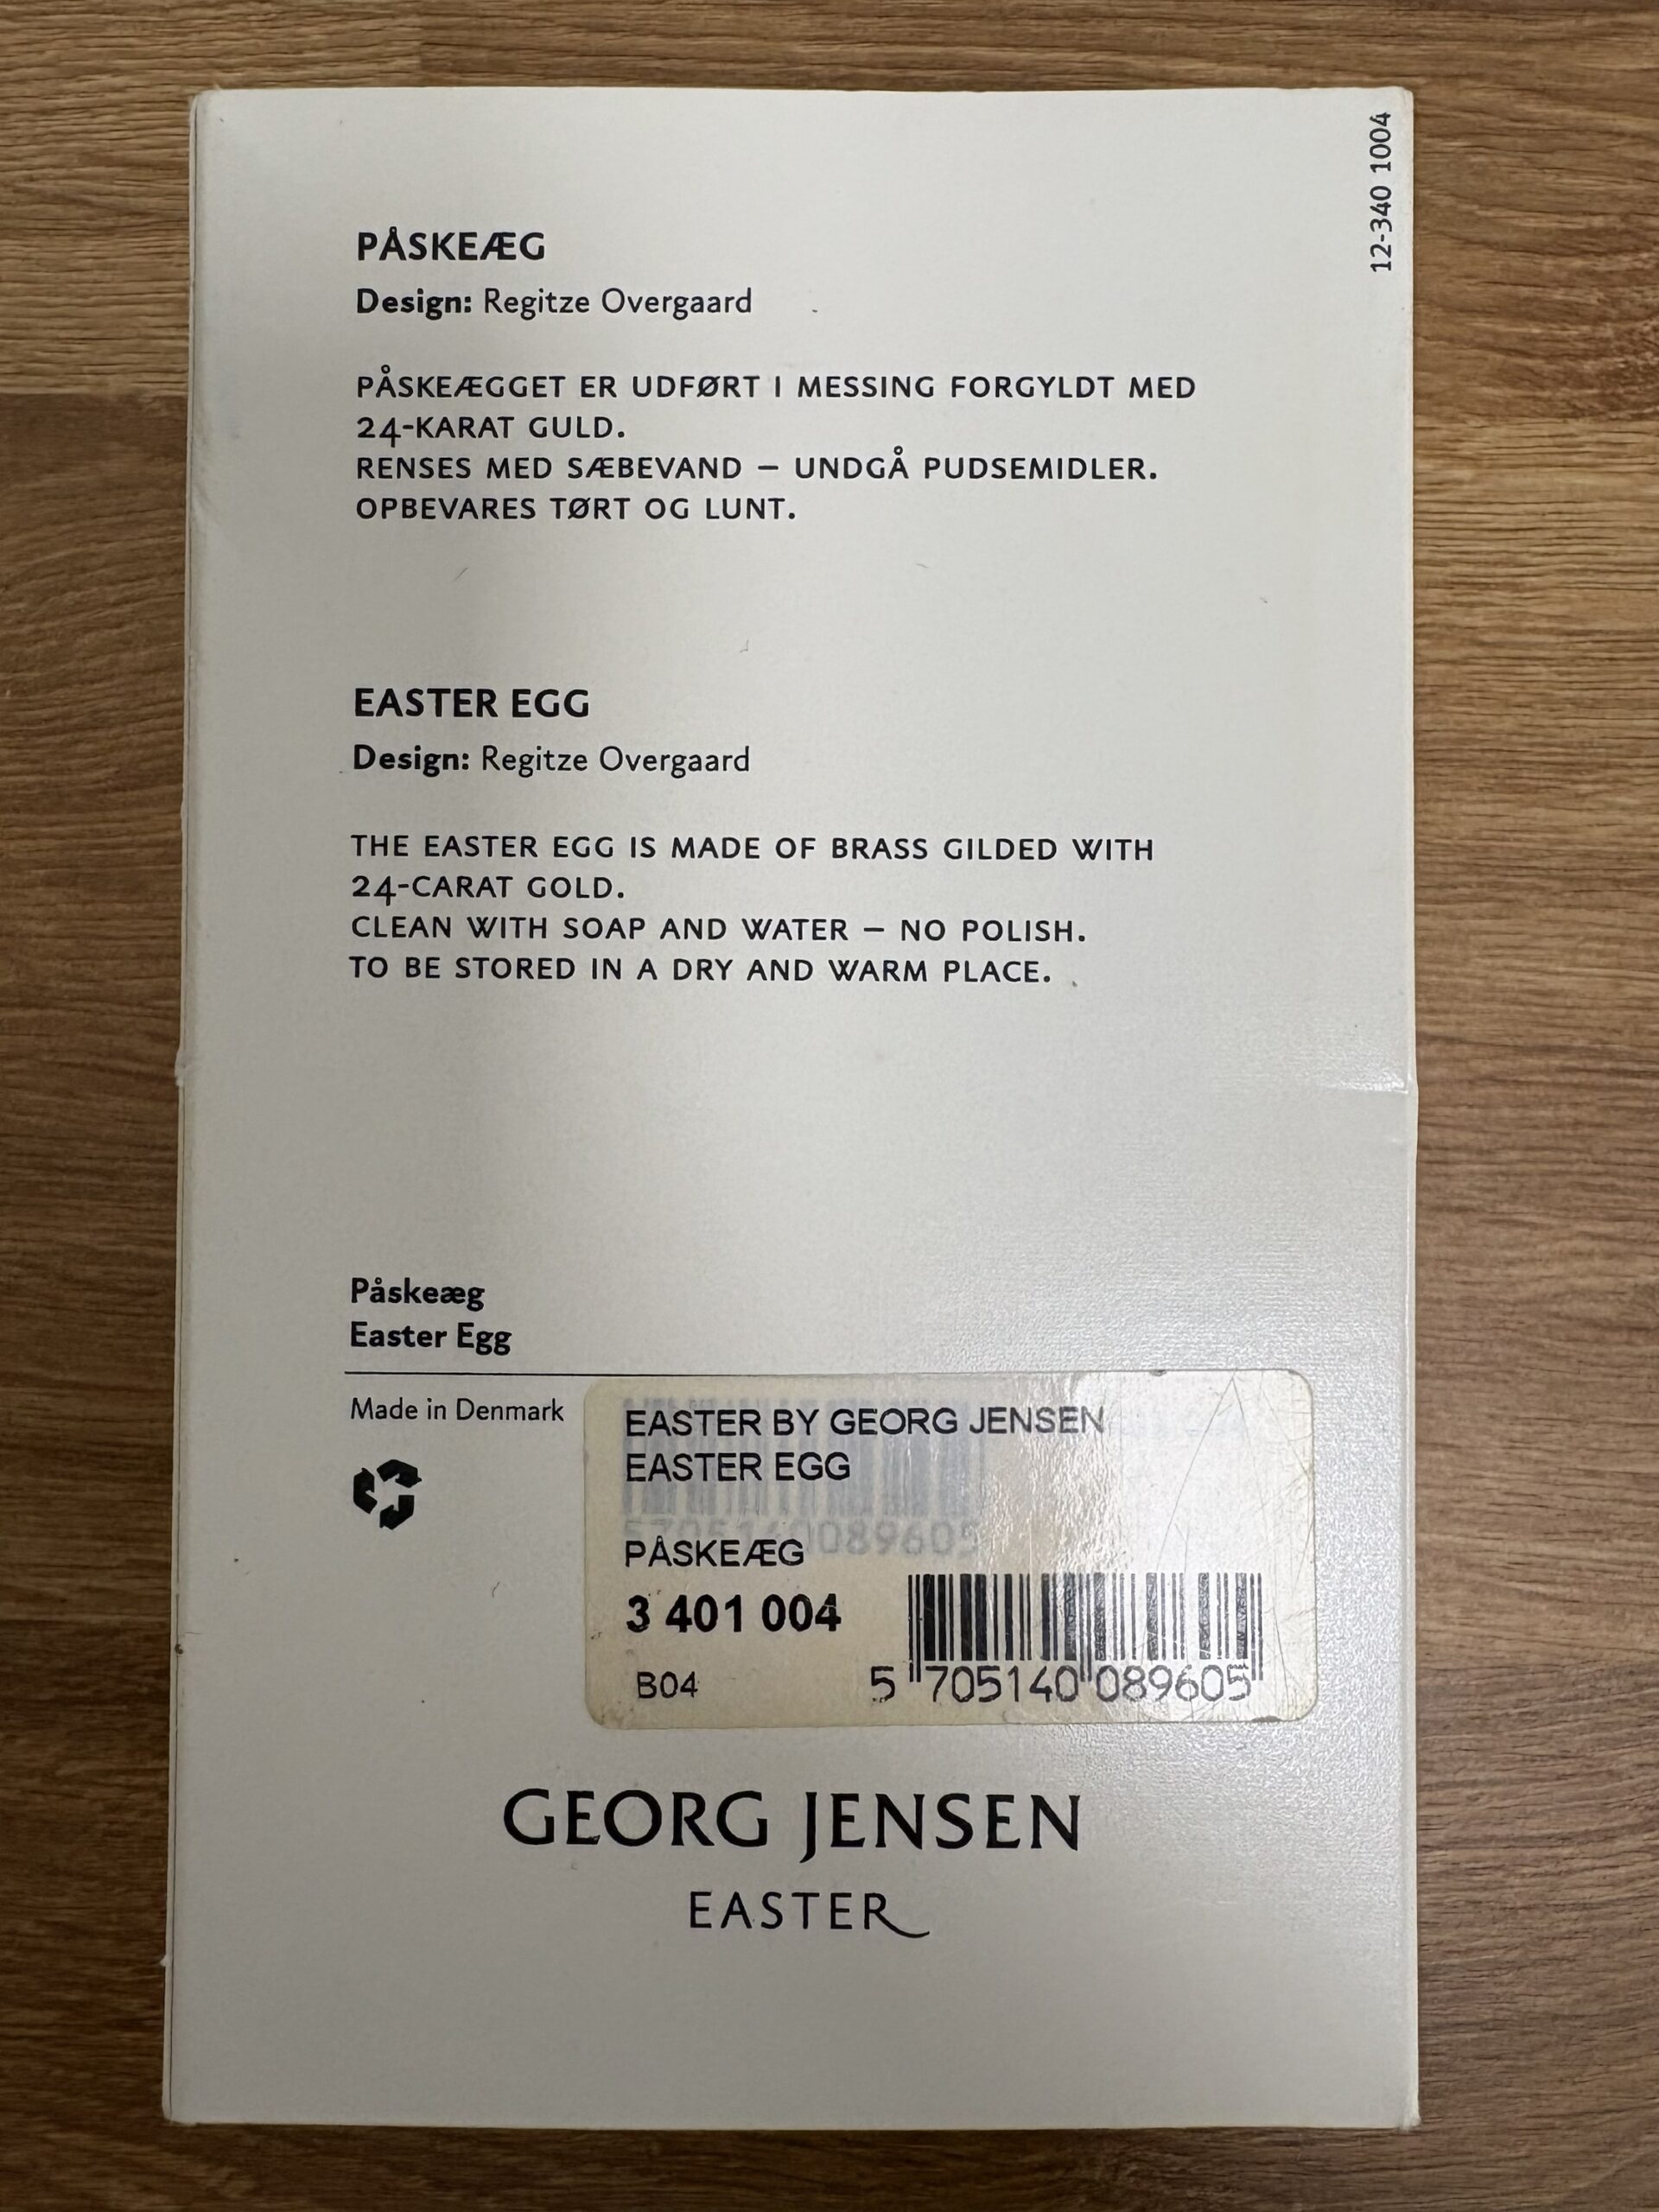 12-340 1004
PÅSKEÆG
Design: Regitze Overgaard
PÅSKEÆGGET ER UDFØRT I MESSING FORGYLDT MED
24-KARAT GULD.
RENSES MED SÆBEVAND – UNDGÅ PUDSEMIDLER.
OPBEVARES TØRT OG LUNT.
EASTER EGG
Design: Regitze Overgaard
THE EASTER EGG IS MADE OF BRASS GILDED WITH
24-CARAT GOLD.
CLEAN WITH SOAP AND WATER – NO POLISH.
TO BE STORED IN A DRY AND WARM PLACE.
Påskeæg
Easter Egg
Made in Denmark
EASTER BY GEORG JENSEN
EASTER EGG
5705140089605
PÅSKEÆG
3 401 004
B04
5 705140 089605
GEORG JENSEN
EASTER